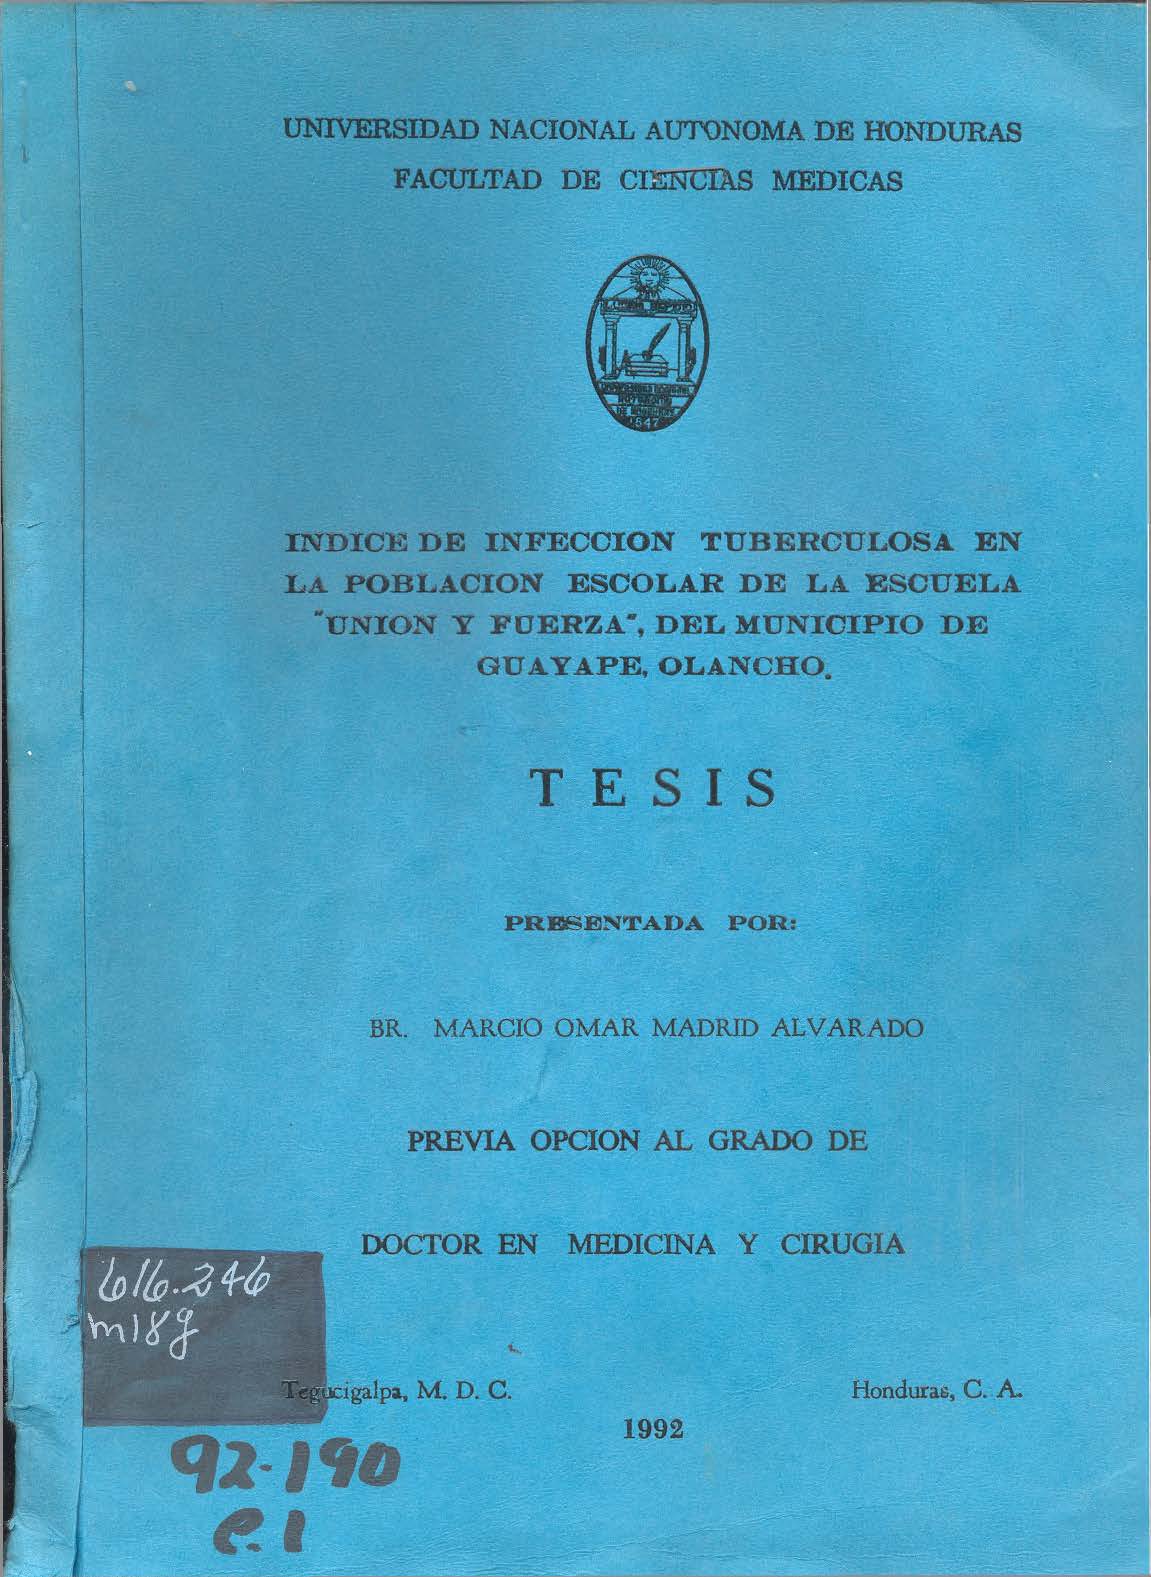 UNIVERSIDAD NACIONAL AUTONOMA DE HONDURAS
FACULTAD DE CIENCIAS MEDICAS
1847
INDICE DE INFECCION TUBERCULOSA EN
LA POBLACION ESCOLAR DE LA ESCUELA
"UNION Y FUERZA", DEL MUNICIPIO DE
GUAYAPE, OLANCHO.
TESIS
PRESENTADA POR:
BR. MARCIO OMAR MADRID ALVARADO
PREVIA OPCION AL GRADO DE
DOCTOR EN MEDICINA Y CIRUGIA
616.246
M18g
Tegucigalpa, M. D. C. Honduras, C. A.
1992
92-190
C.1